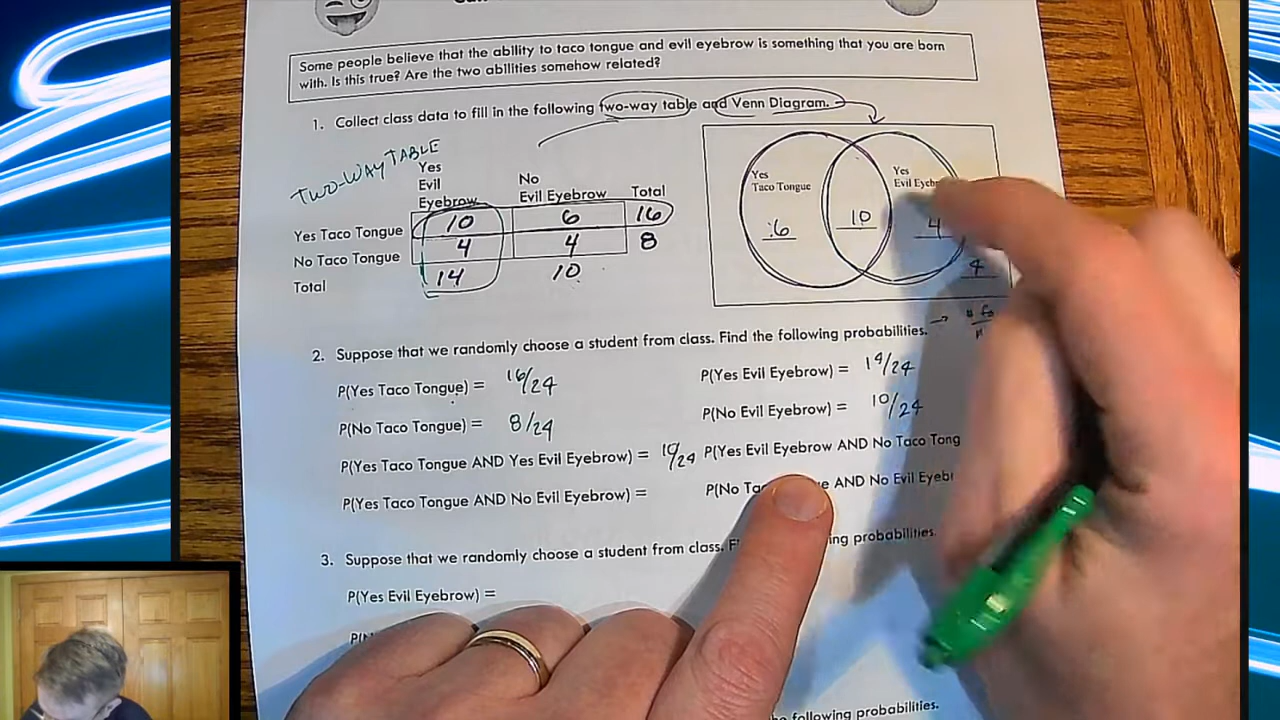 Some people believe that the ability to taco tongue and evil eyebrow is something that you are born
with. Is this true? Are the two abilities somehow related?
1. Collect class data to fill in the following two-way table and Venn Diagram.
TWO-WAY TABLE
Yes
Evil
Eyebrow
No
Evil Eyebrow
Total
Yes Taco Tongue 10 6 16
No Taco Tongue 4 4 8
Total 14 10
Yes
Taco Tongue
Yes
6 10 4
4
2. Suppose that we randomly choose a student from class. Find the following probabilities.
P(Yes Taco Tongue) = 16/24
P(Yes Evil Eyebrow) = 14/24
P(No Taco Tongue) = 8/24
P(No Evil Eyebrow) = 10/24
P(Yes Taco Tongue AND Yes Evil Eyebrow) = 10/24
P(Yes Evil Eyebrow AND No Taco Tong
P(Yes Taco Tongue AND No Evil Eyebrow) =
AND No Evil
3. Suppose that we randomly choose a student from class. probabilities.
P(Yes Evil Eyebrow) =
following probabilities.